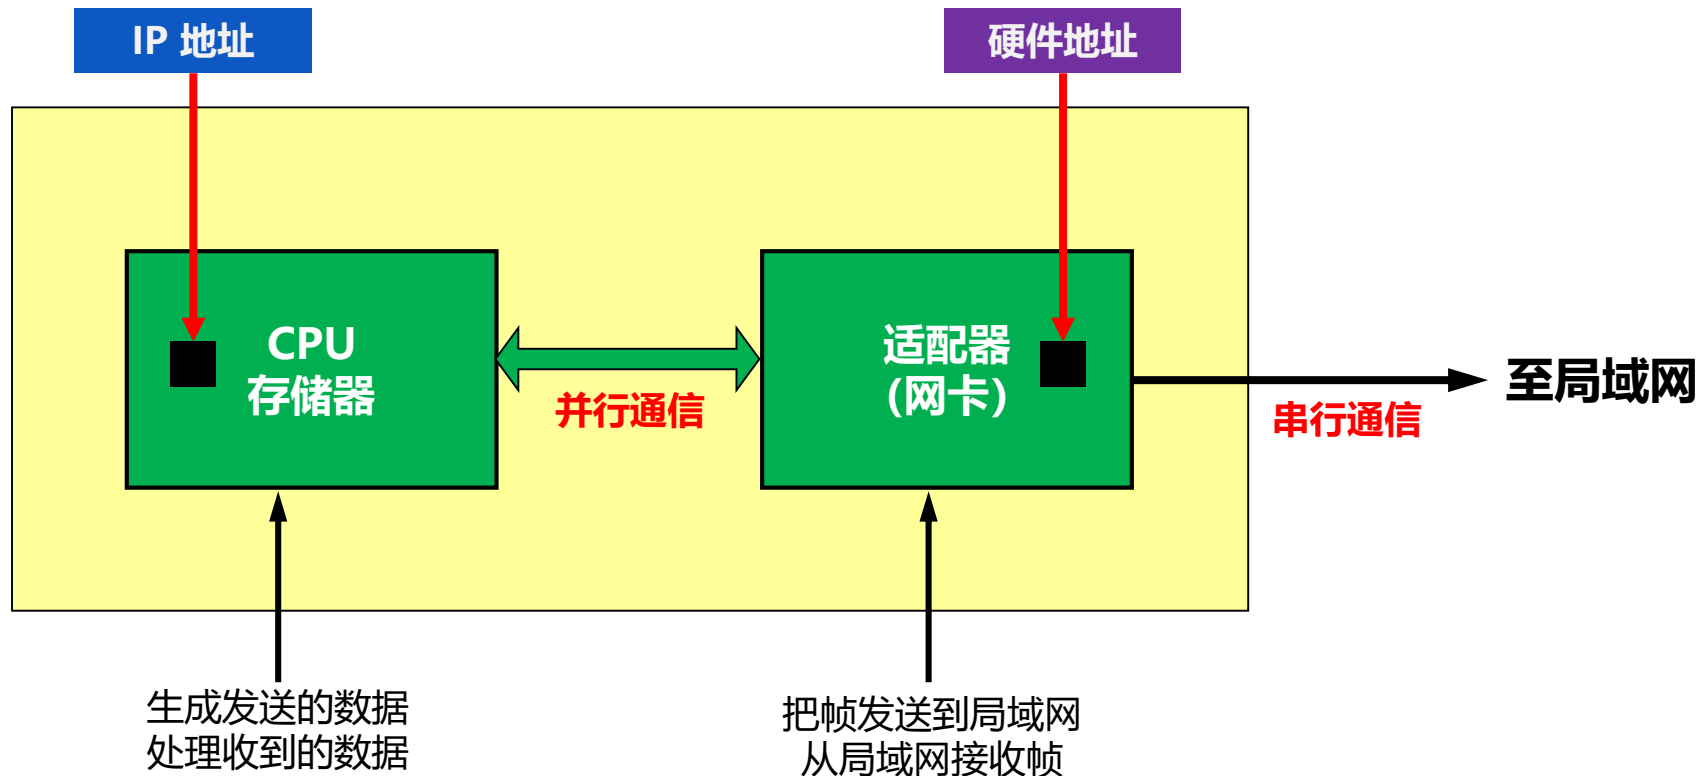 IP 地址
硬件地址
CPU
存储器
适配器
(网卡)
并行通信
串行通信
至局域网
生成发送的数据
处理收到的数据
把帧发送到局域网
从局域网接收帧